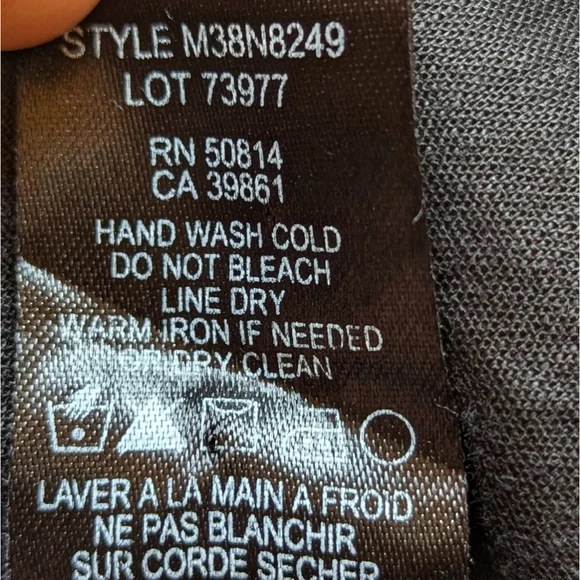 STYLE M38N8249
LOT 73977
RN 50814
CA 39861
HAND WASH COLD
DO NOT BLEACH
LINE DRY
WARM IRON IF NEEDED
OR DRY CLEAN
LAVER A LA MAIN A FROID
NE PAS BLANCHIR
SUR CORDE SECHER